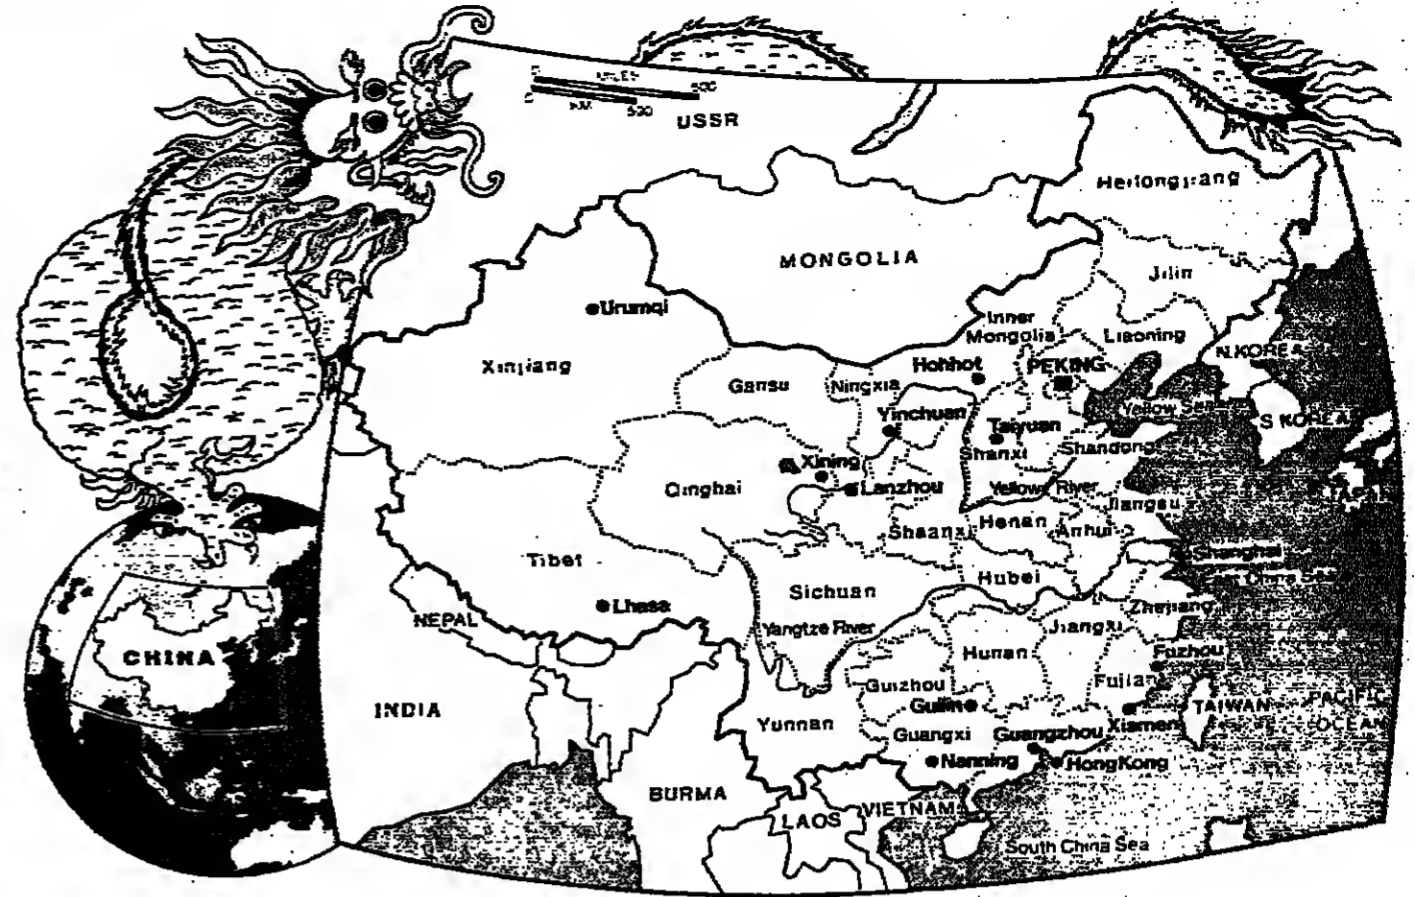 MILES
500
500
USSR
Heilongjiang
MONGOLIA
Jilin
Urumqi
Inner
Mongolia
Liaoning
N.KOREA
Xinjiang
Hohhot
PEKING
Gansu
Ningxia
Yinchuan
Yellow Sea
Taiyuan
S KOREA
Shanxi
Shandong
Xining
Qinghai
Lanzhou
Yellow River
JAPAN
Jiangsu
Shaanxi
Henan
Anhui
Tibet
Shanghai
East China Sea
Sichuan
Hubei
Lhasa
Zhejiang
NEPAL
Yangtze River
Jiangxi
CHINA
Hunan
Fuzhou
Guizhou
Fujian
INDIA
Guilin
TAIWAN
PACIFIC
OCEAN
Yunnan
Guangxi
Guangzhou
Xiamen
Nanning
HongKong
BURMA
VIETNAM
LAOS
South China Sea